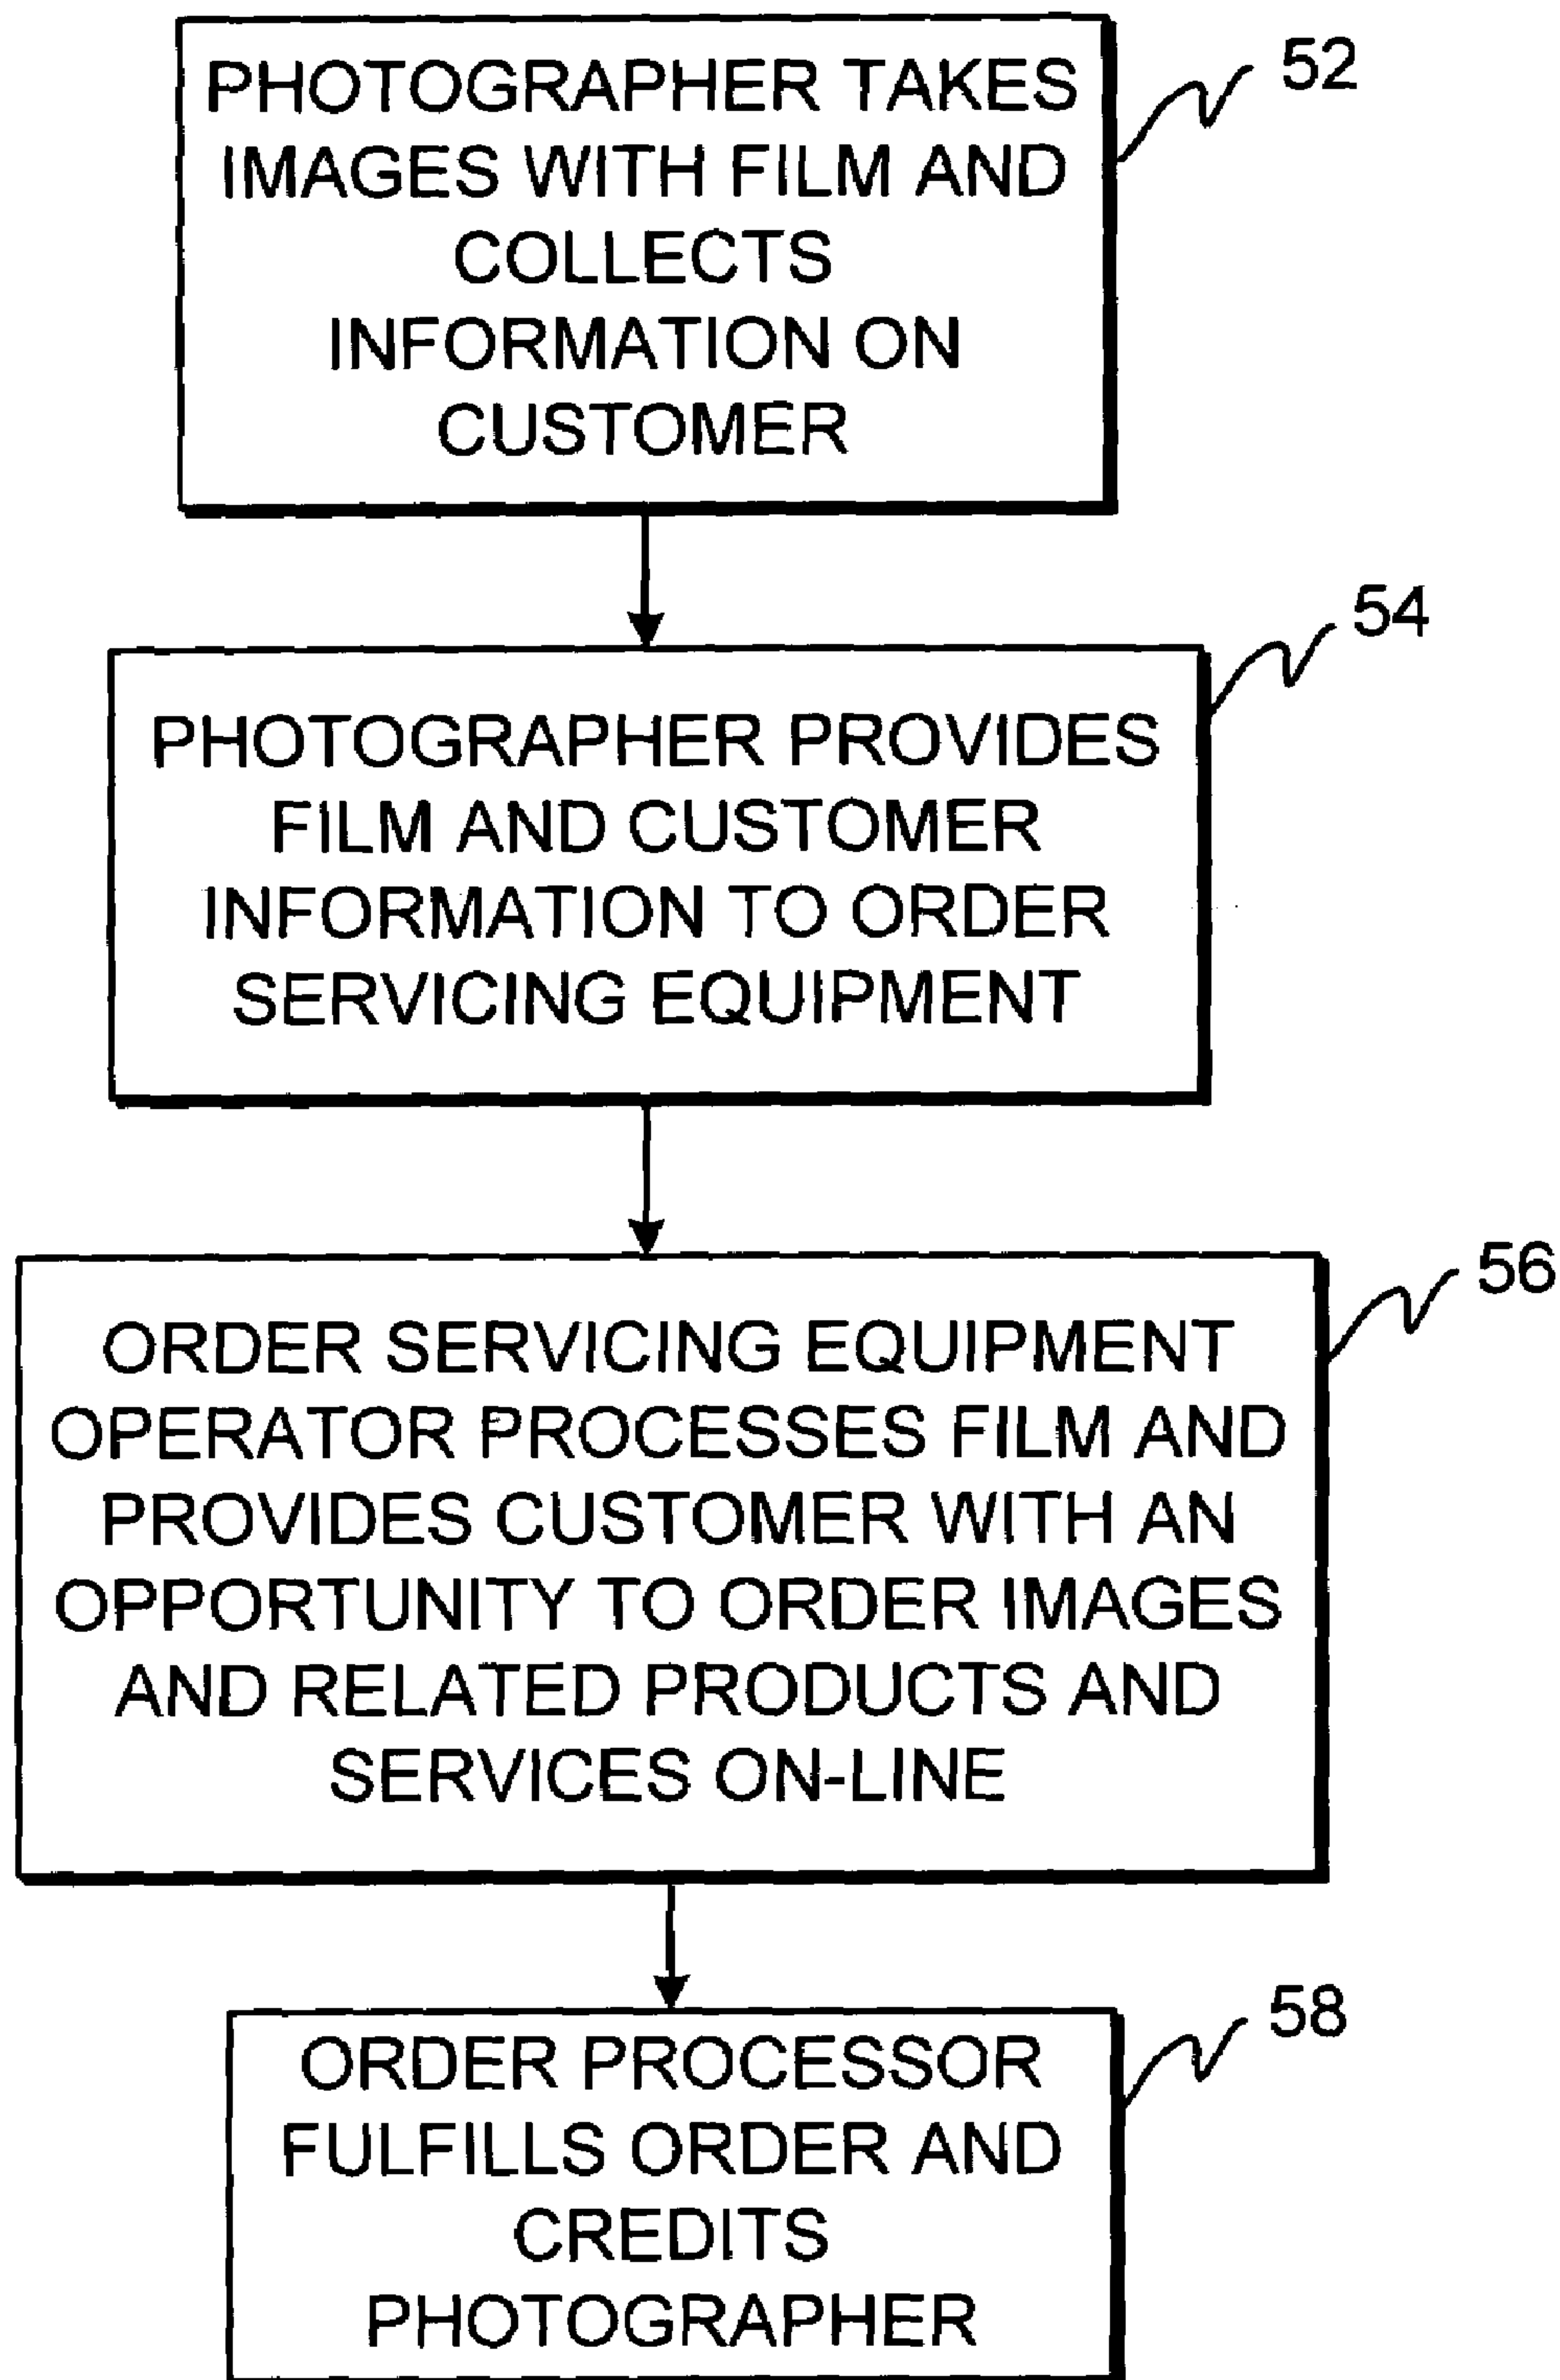 PHOTOGRAPHER TAKES
IMAGES WITH FILM AND
COLLECTS
INFORMATION ON
CUSTOMER
52
PHOTOGRAPHER PROVIDES
FILM AND CUSTOMER
INFORMATION TO ORDER
SERVICING EQUIPMENT
54
ORDER SERVICING EQUIPMENT
OPERATOR PROCESSES FILM AND
PROVIDES CUSTOMER WITH AN
OPPORTUNITY TO ORDER IMAGES
AND RELATED PRODUCTS AND
SERVICES ON-LINE
56
ORDER PROCESSOR
FULFILLS ORDER AND
CREDITS
PHOTOGRAPHER
58